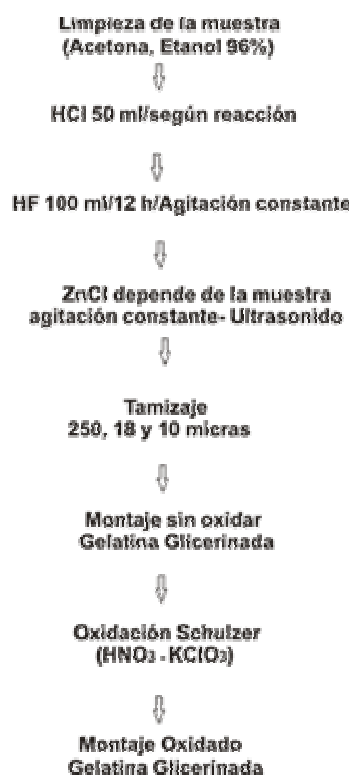 Limpieza de la muestra
(Acetona, Etanol 96%)
HCl 50 ml/según reacción
HF 100 ml/12 h/Agitación constante
ZnCl depende de la muestra
agitación constante- Ultrasonido
Tamizaje
250, 18 y 10 micras
Montaje sin oxidar
Gelatina Glicerinada
Oxidación Schulzer
(HNO3 - KClO3)
Montaje Oxidado
Gelatina Glicerinada